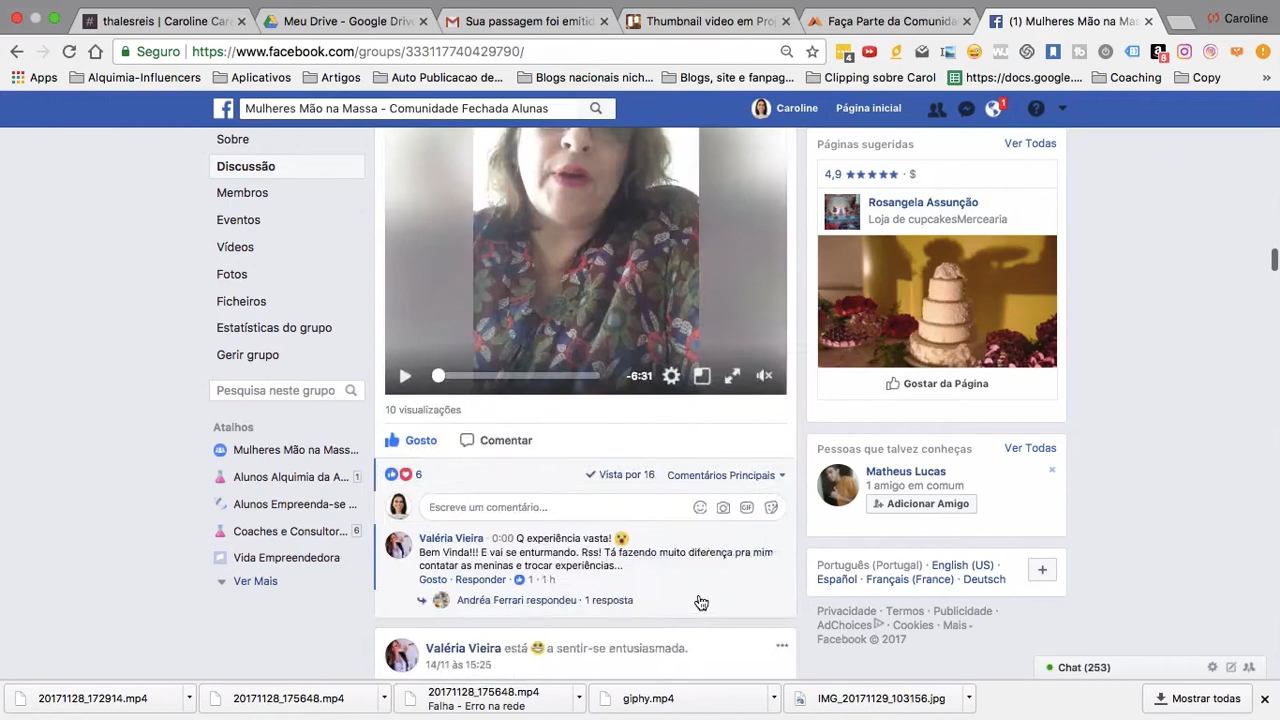 thalesreis | Caroline Car
Meu Drive - Google Drive
Sua passagem foi emitid
Thumbnail video em Pro
Faça Parte da Comunida
(1) Mulheres Mão na Mas
Caroline
Seguro
https://www.facebook.com/groups/333117740429790/
Apps
Alquimia-Influencers
Aplicativos
Artigos
Auto Publicacao de...
Blogs nacionais nich...
Blogs, site e fanpag...
Clipping sobre Carol
https://docs.google....
Coaching
Copy
Mulheres Mão na Massa - Comunidade Fechada Alunas
Caroline
Página inicial
1
Sobre
Discussão
Membros
Eventos
Vídeos
Fotos
Ficheiros
Estatísticas do grupo
Gerir grupo
Pesquisa neste grupo
Atalhos
Mulheres Mão na Mass...
Alunos Alquimia da A... 1
Alunos Empreenda-se ...
Coaches e Consultor... 6
Vida Empreendedora
Ver Mais
-6:31
10 visualizações
Gosto
Comentar
6
Vista por 16
Comentários Principais
Escreve um comentário...
GIF
Valéria Vieira · 0:00 Q experiência vasta!
Bem Vinda!!! E vai se enturmando. Rss! Tá fazendo muito diferença pra mim
contatar as meninas e trocar experiências...
Gosto · Responder · 1 · 1 h
Andréa Ferrari respondeu · 1 resposta
Valéria Vieira está a sentir-se entusiasmada.
14/11 às 15:25
Páginas sugeridas
Ver Todas
4,9 · $
Rosangela Assunção
Loja de cupcakesMercearia
Gostar da Página
Pessoas que talvez conheças
Ver Todas
Matheus Lucas
1 amigo em comum
Adicionar Amigo
Português (Portugal) · English (US) ·
Español · Français (France) · Deutsch
Privacidade · Termos · Publicidade ·
AdChoices · Cookies · Mais
Facebook © 2017
Chat (253)
20171128_172914.mp4
20171128_175648.mp4
20171128_175648.mp4
Falha - Erro na rede
giphy.mp4
IMG_20171129_103156.jpg
Mostrar todas